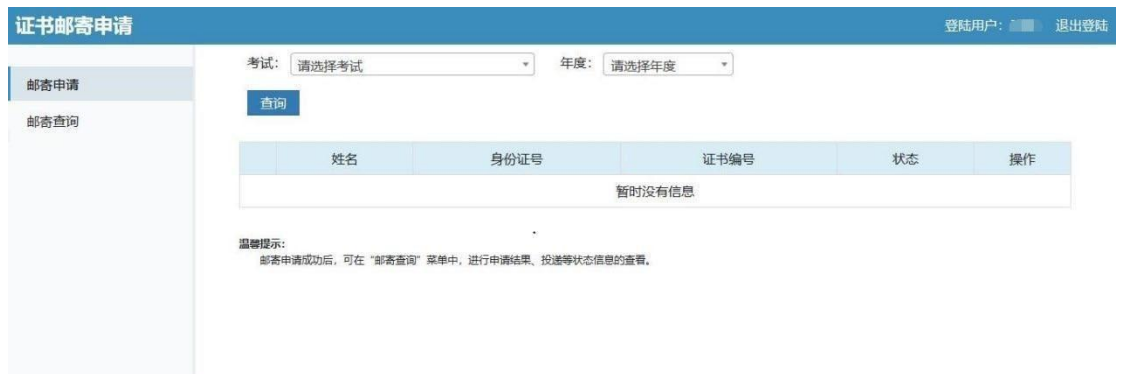 证书邮寄申请 登陆用户： 退出登陆
考试： 请选择考试 年度： 请选择年度
邮寄申请
查询
邮寄查询
姓名 身份证号 证书编号 状态 操作
暂时没有信息
温馨提示：
邮寄申请成功后，可在“邮寄查询”菜单中，进行申请结果、投递等状态信息的查看。